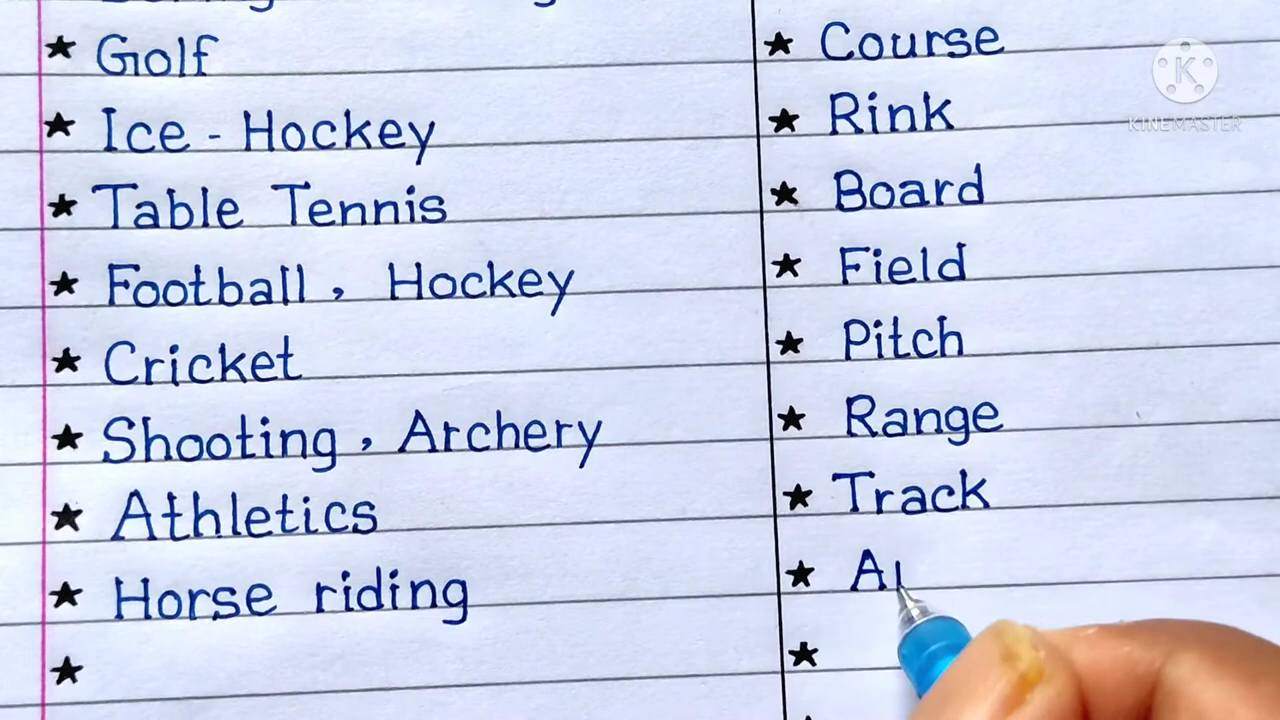 ★ Golf ★ Course
★ Ice - Hockey ★ Rink
★ Table Tennis ★ Board
★ Football, Hockey ★ Field
★ Cricket ★ Pitch
★ Shooting, Archery ★ Range
★ Athletics ★ Track
★ Horse riding ★
★ ★
K
KINEMASTER